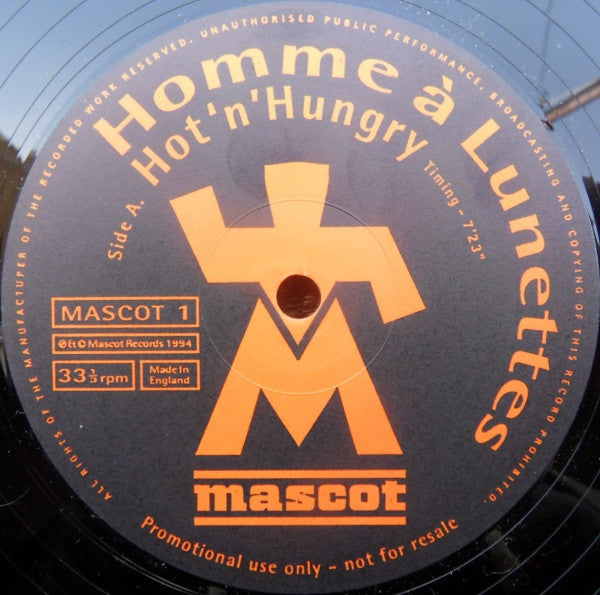 ALL RIGHTS OF THE MANUFACTURER OF THE RECORDED WORK RESERVED. UNAUTHORISED PUBLIC PERFORMANCE, BROADCASTING AND COPYING OF THIS RECORD PROHIBITED.
Homme à Lunettes
Side A. Hot'n'Hungry Timing – 7'23"
MASCOT 1
℗ Et © Mascot Records 1994
33⅓rpm
Made In
England
mascot
Promotional use only – not for resale